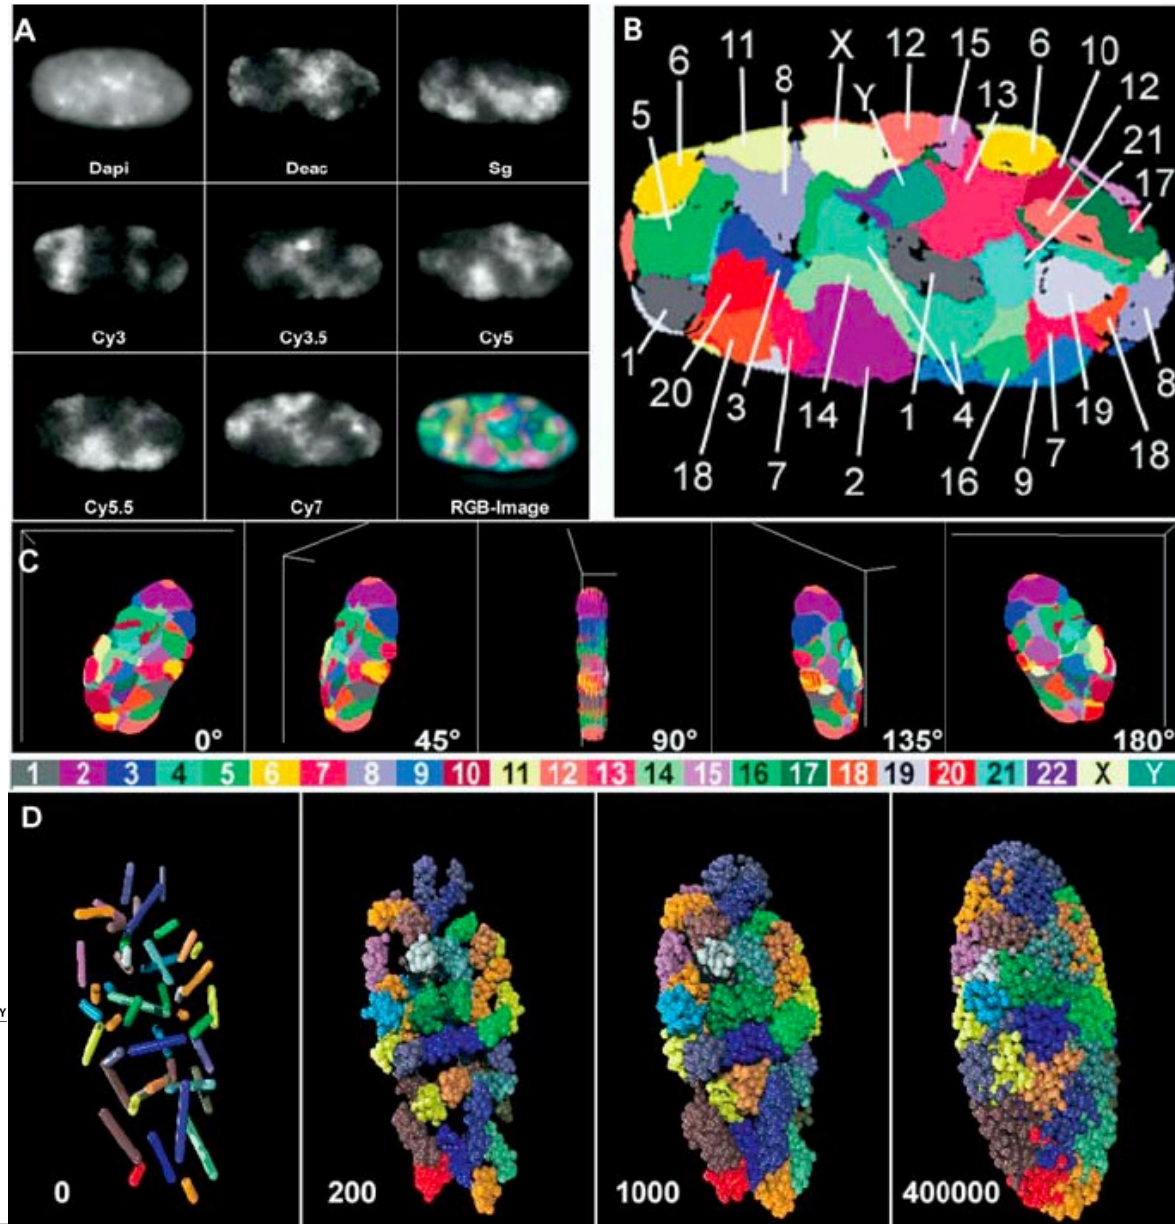 A
Dapi
Deac
Sg
Cy3
Cy3.5
Cy5
Cy5.5
Cy7
RGB-Image
B
6
11
X
12
15
6
10
5
8
Y
13
12
21
17
1
20
3
14
1
4
19
8
18
7
2
16
9
7
18
C
0°
45°
90°
135°
180°
1 2 3 4 5 6 7 8 9 10 11 12 13 14 15 16 17 18 19 20 21 22 X Y
D
Y
0
200
1000
400000